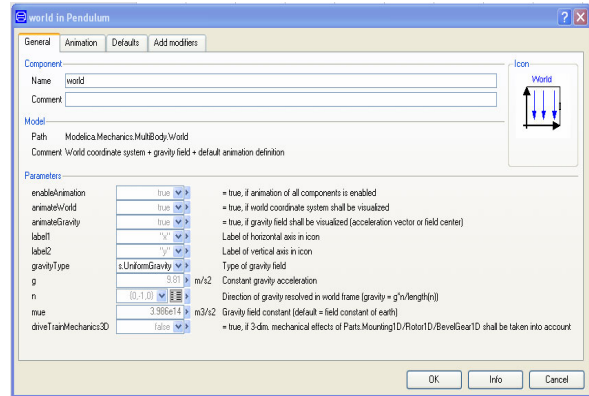 world in Pendulum
General Animation Defaults Add modifiers
Component
Name world
Comment
Icon
World
Model
Path Modelica.Mechanics.MultiBody.World
Comment World coordinate system + gravity field + default animation definition
Parameters
enableAnimation true = true, if animation of all components is enabled
animateWorld true = true, if world coordinate system shall be visualized
animateGravity true = true, if gravity field shall be visualized (acceleration vector or field center)
label1 "x" Label of horizontal axis in icon
label2 "y" Label of vertical axis in icon
gravityType s.UniformGravity Type of gravity field
g 9.81 m/s2 Constant gravity acceleration
n {0,-1,0} Direction of gravity resolved in world frame (gravity = g*n/length(n))
mue 3.986e14 m3/s2 Gravity field constant (default = field constant of earth)
driveTrainMechanics3D false = true, if 3-dim. mechanical effects of Parts.Mounting1D/Rotor1D/BevelGear1D shall be taken into account
OK Info Cancel